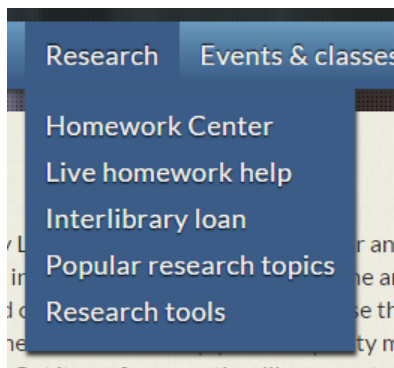 Research Events & classes
Homework Center
Live homework help
Interlibrary loan
Popular research topics
Research tools